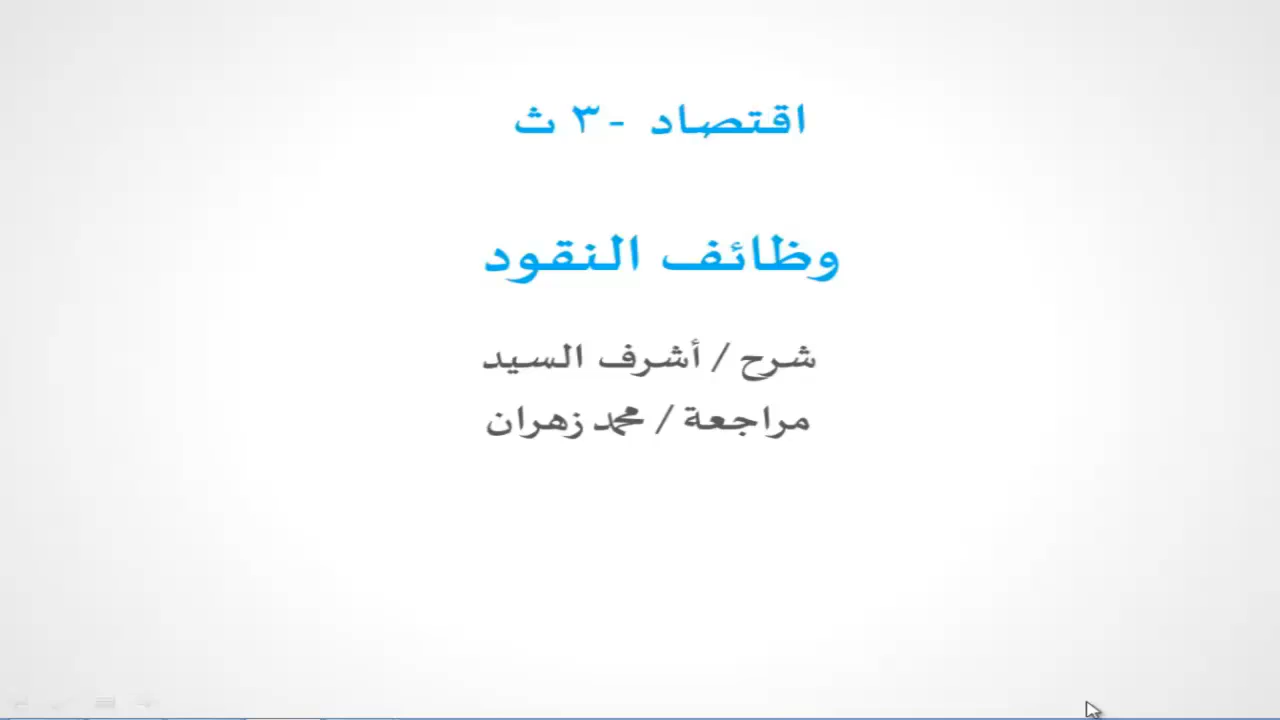 اقتصاد - ٣ ث
وظائف النقود
شرح / أشرف السيد
مراجعة / محمد زهران